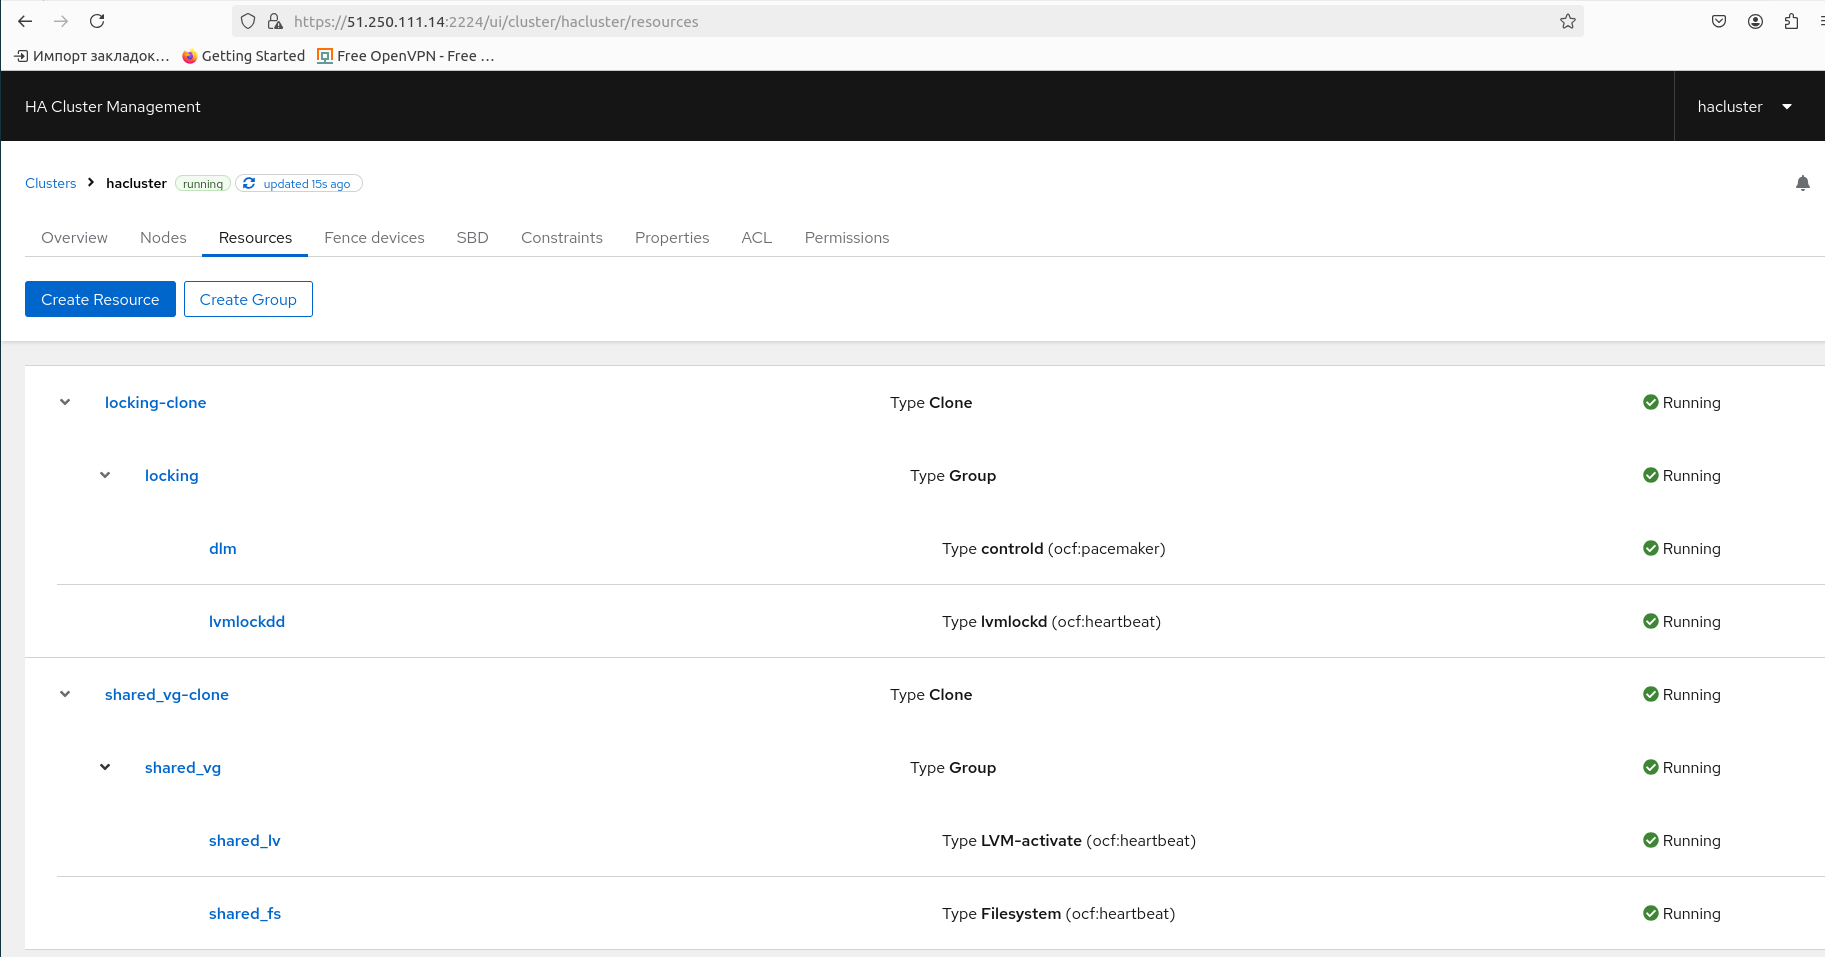 https://51.250.111.14:2224/ui/cluster/hacluster/resources
Импорт закладок... Getting Started Free OpenVPN - Free ...
HA Cluster Management hacluster
Clusters hacluster running updated 15s ago
Overview Nodes Resources Fence devices SBD Constraints Properties ACL Permissions
Create Resource Create Group
locking-clone Type Clone Running
locking Type Group Running
dlm Type controld (ocf:pacemaker) Running
lvmlockdd Type lvmlockd (ocf:heartbeat) Running
shared_vg-clone Type Clone Running
shared_vg Type Group Running
shared_lv Type LVM-activate (ocf:heartbeat) Running
shared_fs Type Filesystem (ocf:heartbeat) Running